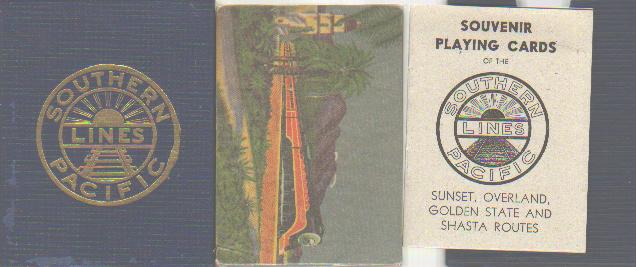 SOUTHERN
LINES
PACIFIC
SOUVENIR
PLAYING CARDS
OF THE
SOUTHERN
LINES
PACIFIC
SUNSET, OVERLAND,
GOLDEN STATE AND
SHASTA ROUTES